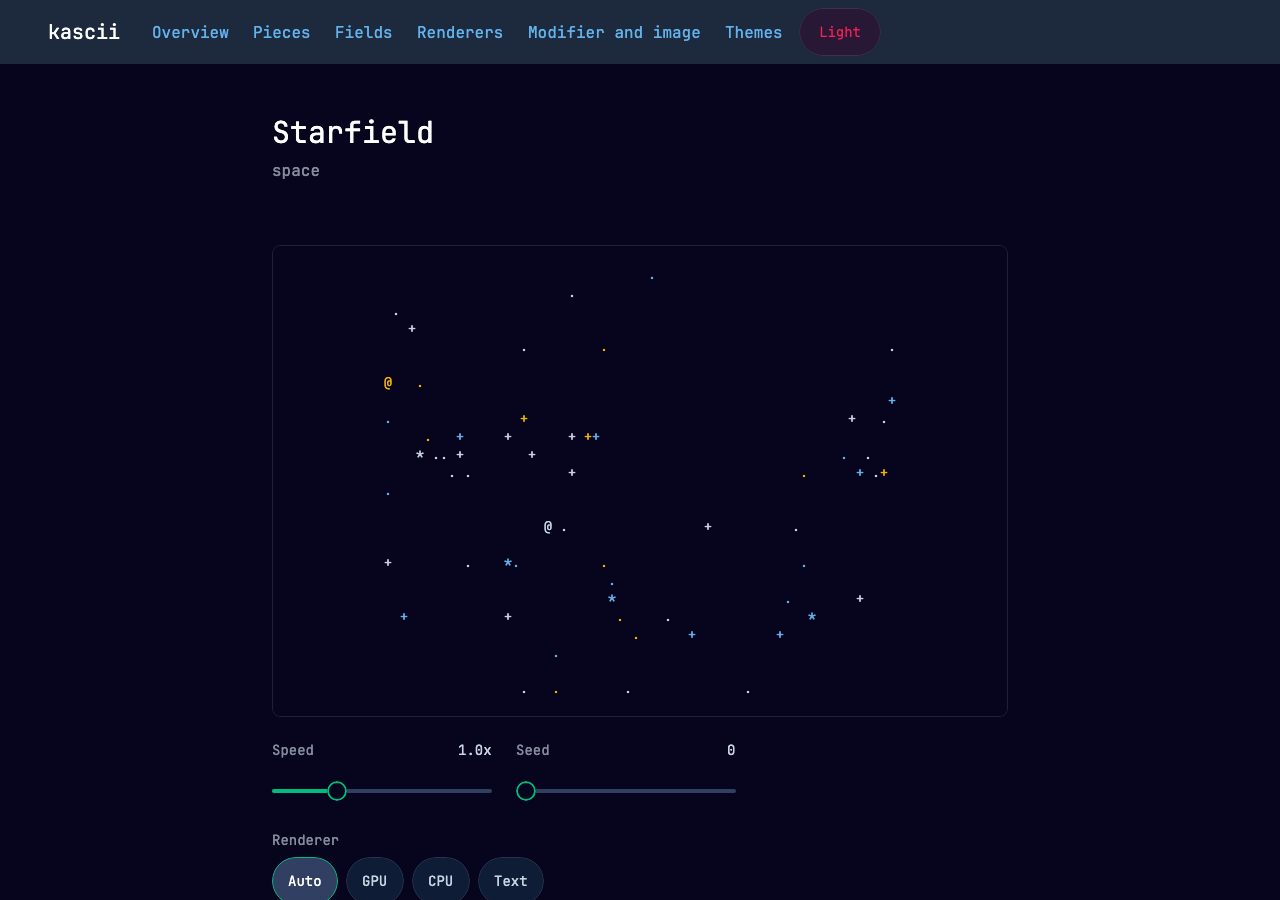 kascii Overview Pieces Fields Renderers Modifier and image Themes Light
Starfield
space
.
.
.
+
. . .
@ .
+
.
+ + .
. + + + ++
* .. + + . .
. . + . + .+
.
@ . + .
+ . *. . .
.
* . +
+ + . . *
. + +
.
. . . .
Speed 1.0x Seed 0
Renderer
Auto GPU CPU Text